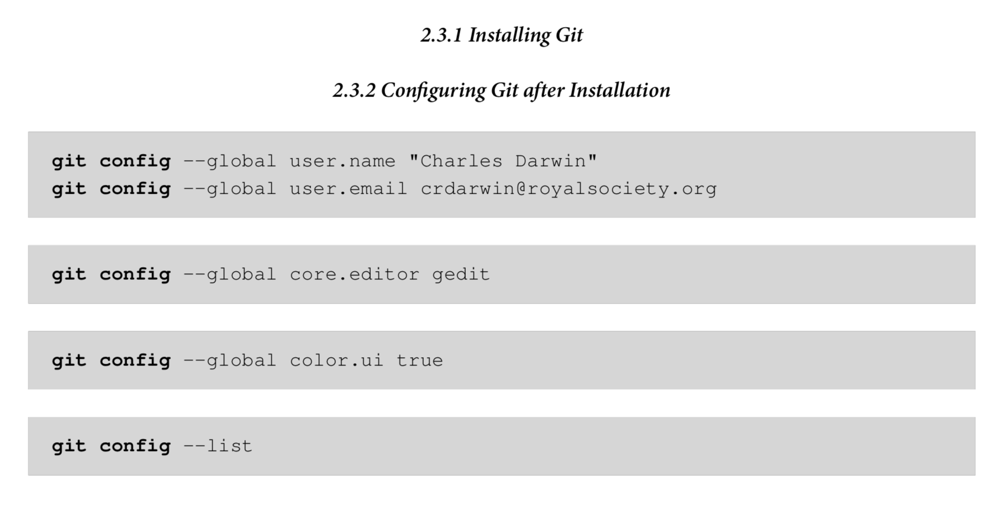 2.3.1 Installing Git
2.3.2 Configuring Git after Installation
git config --global user.name "Charles Darwin"
git config --global user.email crdarwin@royalsociety.org
git config --global core.editor gedit
git config --global color.ui true
git config --list